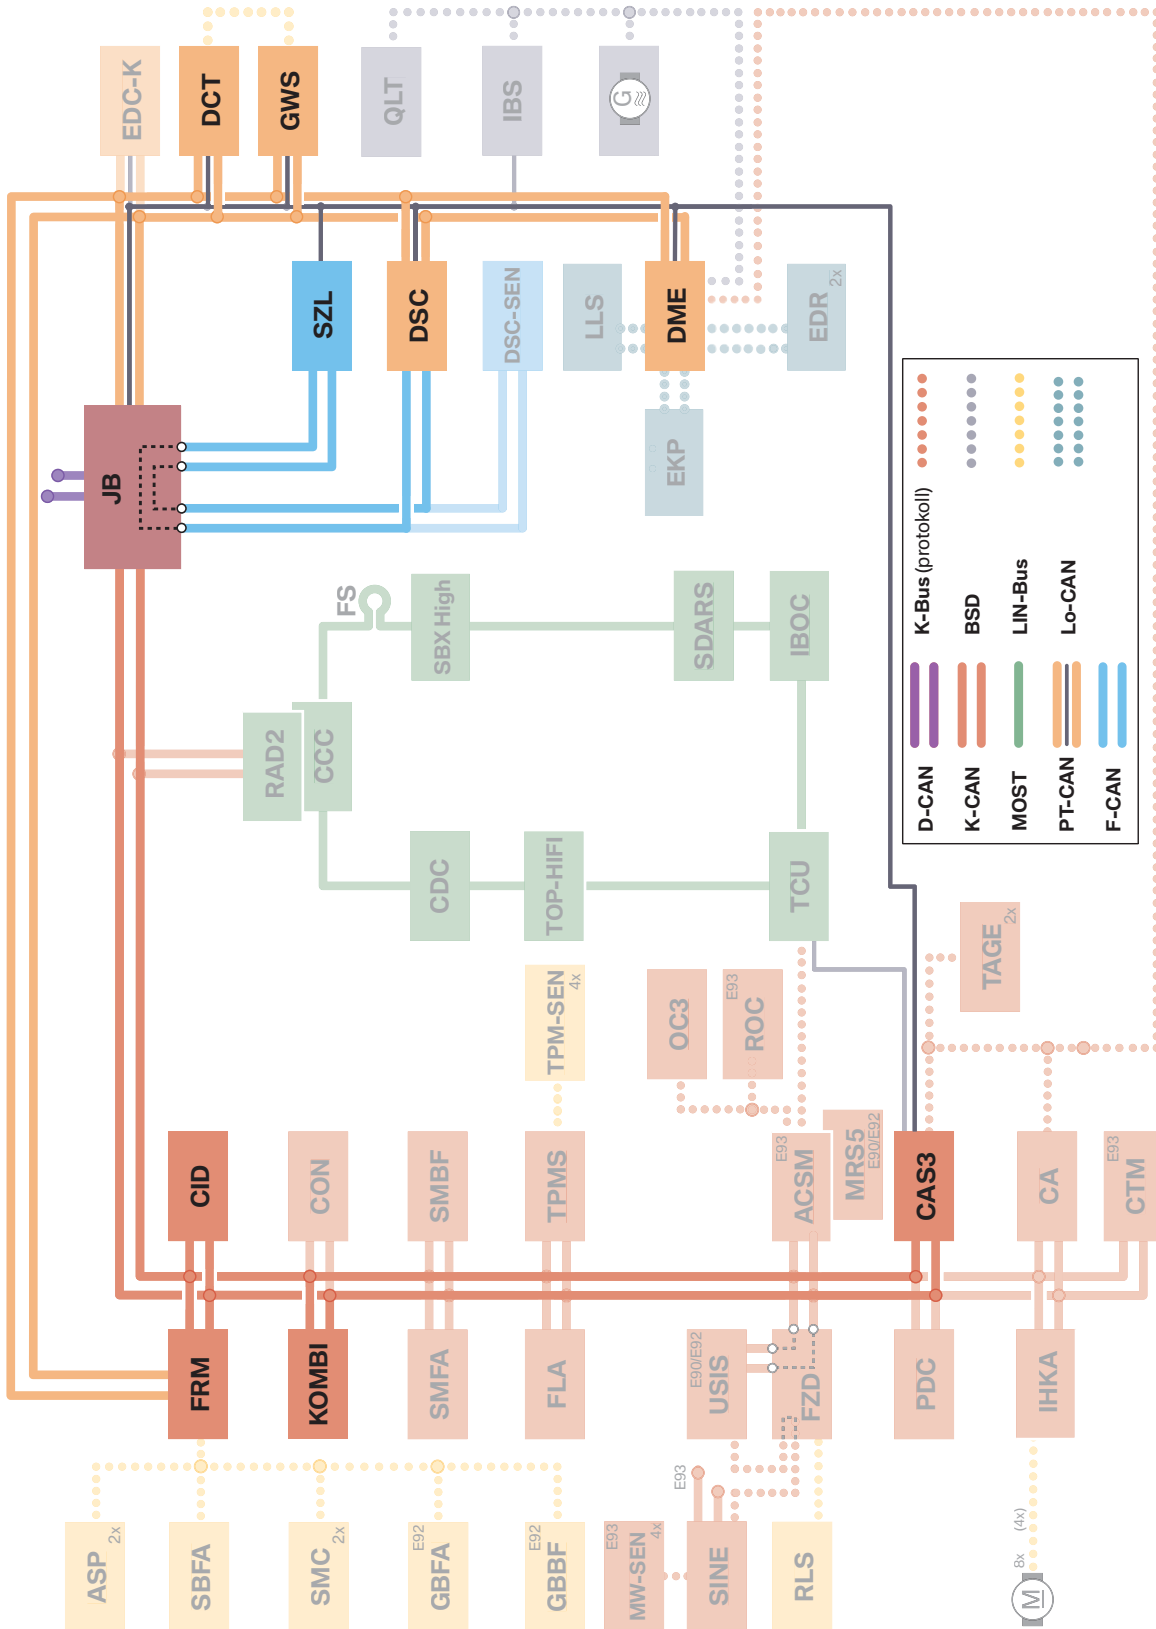 ASP
2x
JB
EDC-K
SBFA
FRM
CID
DCT
RAD2
GWS
SMC
2x
KOMBI
CON
CCC
SZL
FS
QLT
E92
GBFA
SMFA
SMBF
CDC
SBX High
DSC
DSC-SEN
IBS
E92
GBBF
FLA
TPMS
TPM-SEN
4x
TOP-HIFI
LLS
E93
MW-SEN
4x
G
OC3
EKP
DME
E93
SINE
E90/E92
USIS
SDARS
E93
ROC
RLS
FZD
E93
ACSM
TCU
IBOC
EDR
2x
MRS5
E90/E92
PDC
CAS3
D-CAN
K-Bus (protokoll)
K-CAN
BSD
MOST
LIN-Bus
PT-CAN
Lo-CAN
F-CAN
TAGE
2x
M
8x
(4x)
IHKA
CA
E93
CTM